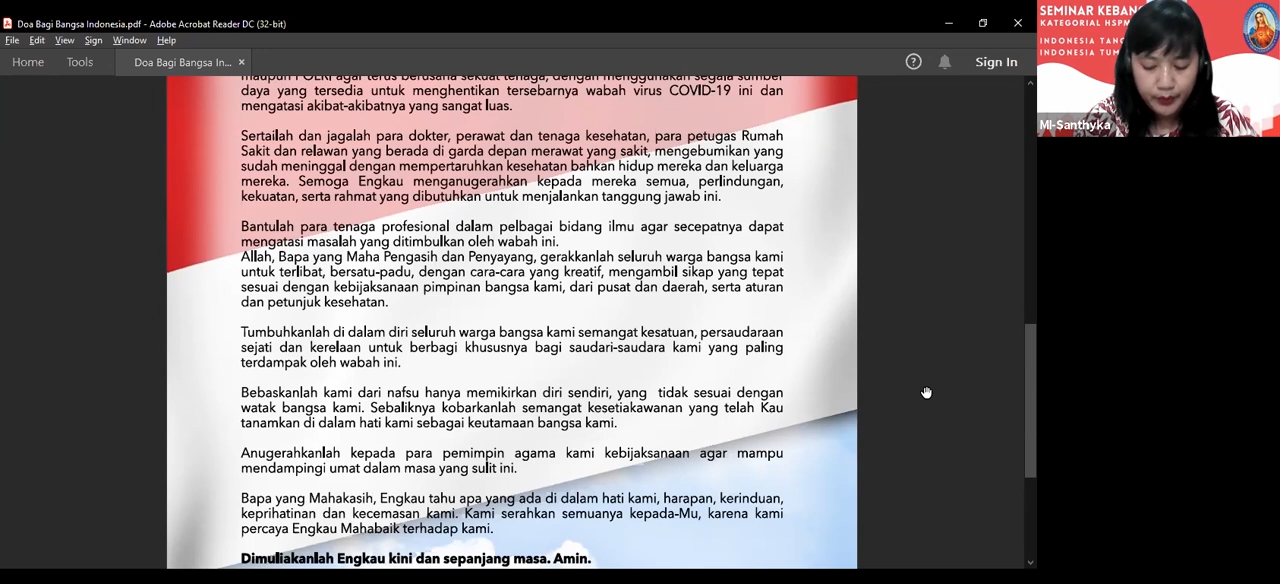 Doa Bagi Bangsa Indonesia.pdf - Adobe Acrobat Reader DC (32-bit)
File Edit View Sign Window Help
Home Tools Doa Bagi Bangsa In... × Sign In
maupun POLRI agar terus berusaha sekuat tenaga, dengan menggunakan segala sumber
daya yang tersedia untuk menghentikan tersebarnya wabah virus COVID-19 ini dan
mengatasi akibat-akibatnya yang sangat luas.
Sertailah dan jagalah para dokter, perawat dan tenaga kesehatan, para petugas Rumah
Sakit dan relawan yang berada di garda depan merawat yang sakit, mengebumikan yang
sudah meninggal dengan mempertaruhkan kesehatan bahkan hidup mereka dan keluarga
mereka. Semoga Engkau menganugerahkan kepada mereka semua, perlindungan,
kekuatan, serta rahmat yang dibutuhkan untuk menjalankan tanggung jawab ini.
Bantulah para tenaga profesional dalam pelbagai bidang ilmu agar secepatnya dapat
mengatasi masalah yang ditimbulkan oleh wabah ini.
Allah, Bapa yang Maha Pengasih dan Penyayang, gerakkanlah seluruh warga bangsa kami
untuk terlibat, bersatu-padu, dengan cara-cara yang kreatif, mengambil sikap yang tepat
sesuai dengan kebijaksanaan pimpinan bangsa kami, dari pusat dan daerah, serta aturan
dan petunjuk kesehatan.
Tumbuhkanlah di dalam diri seluruh warga bangsa kami semangat kesatuan, persaudaraan
sejati dan kerelaan untuk berbagi khususnya bagi saudari-saudara kami yang paling
terdampak oleh wabah ini.
Bebaskanlah kami dari nafsu hanya memikirkan diri sendiri, yang tidak sesuai dengan
watak bangsa kami. Sebaliknya kobarkanlah semangat kesetiakawanan yang telah Kau
tanamkan di dalam hati kami sebagai keutamaan bangsa kami.
Anugerahkanlah kepada para pemimpin agama kami kebijaksanaan agar mampu
mendampingi umat dalam masa yang sulit ini.
Bapa yang Mahakasih, Engkau tahu apa yang ada di dalam hati kami, harapan, kerinduan,
keprihatinan dan kecemasan kami. Kami serahkan semuanya kepada-Mu, karena kami
percaya Engkau Mahabaik terhadap kami.
Dimuliakanlah Engkau kini dan sepanjang masa. Amin.
SEMINAR KEBAN
KATEGORIAL HSPM
INDONESIA TANG
INDONESIA TUM
MI-Santhyka